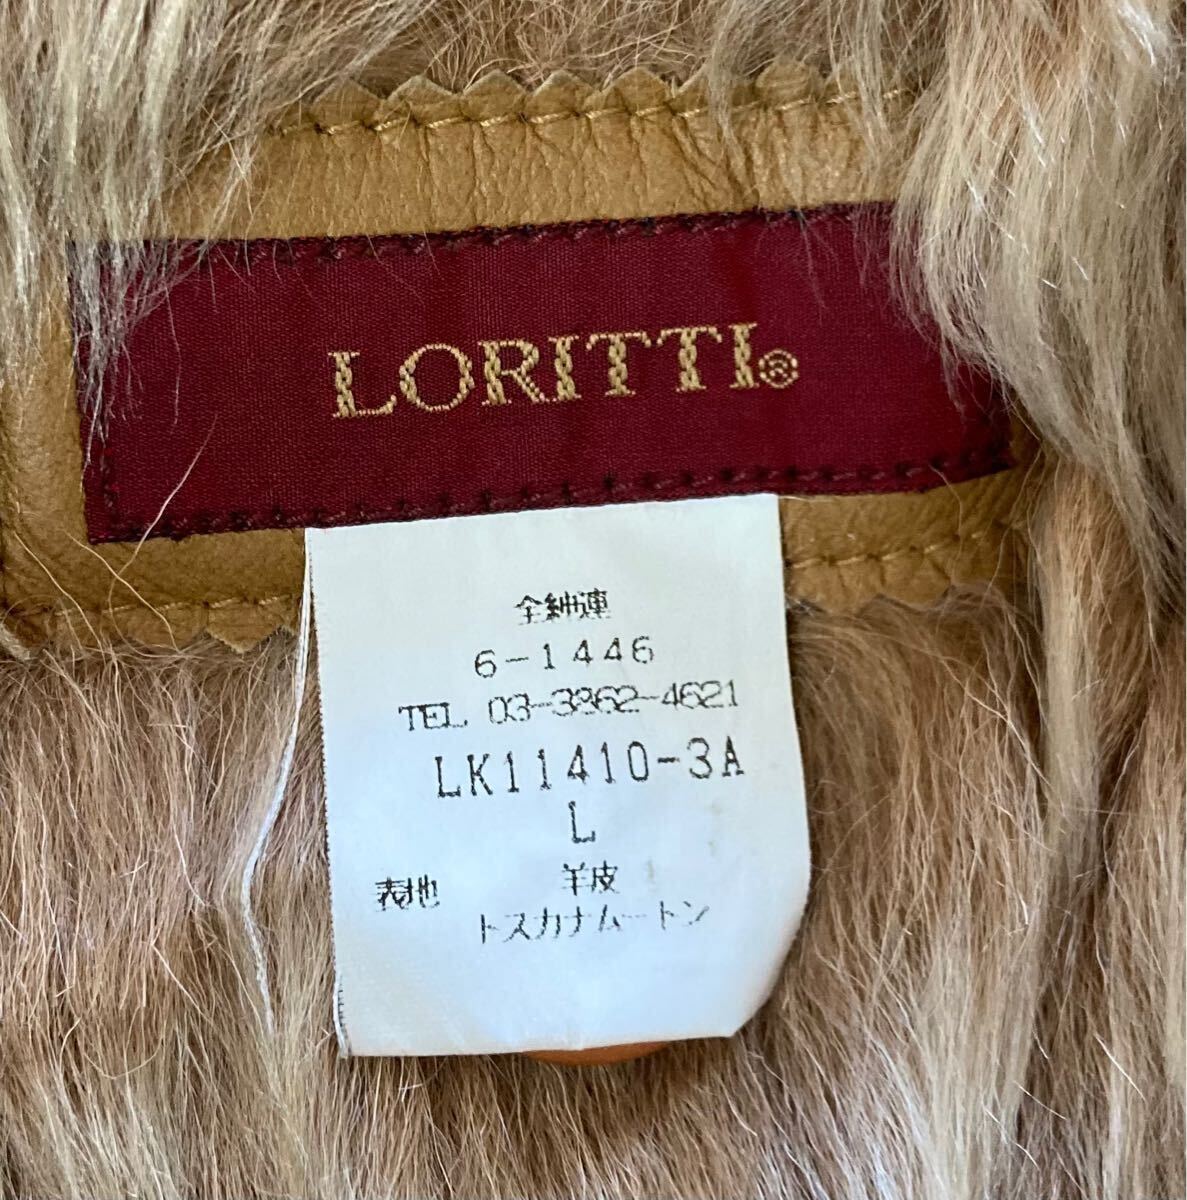 LORITTI®
全紳連
6-1446
TEL 03-3862-4621
LK11410-3A
L
表地 羊皮
トスカナムートン